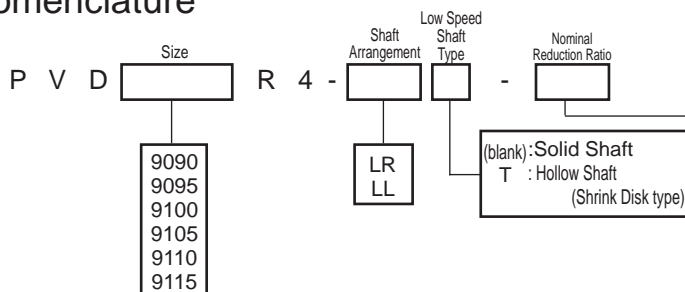 omenclature
Size
Shaft
Arrangement
Low Speed
Shaft
Type
Nominal
Reduction Ratio
P V D R 4 - -
9090
9095
9100
9105
9110
9115
LR
LL
(blank) :Solid Shaft
T : Hollow Shaft
(Shrink Disk type)